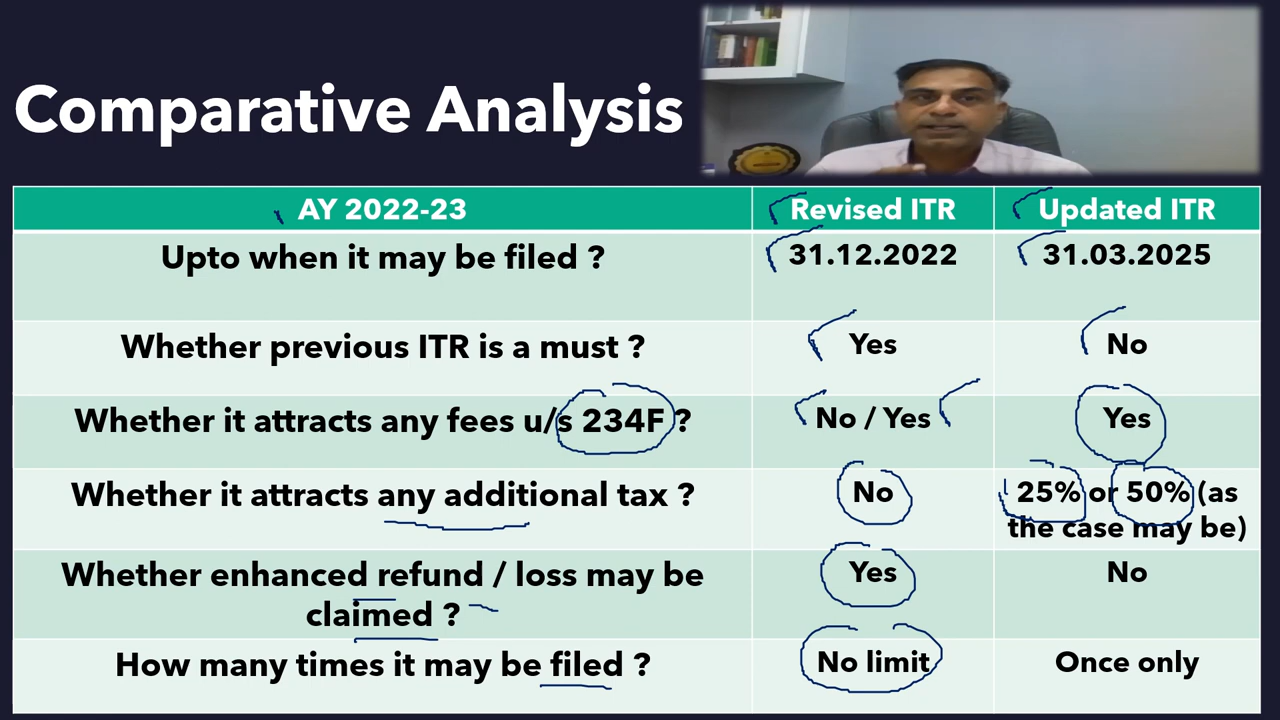 Comparative Analysis
AY 2022-23 Revised ITR Updated ITR
Upto when it may be filed ? 31.12.2022 31.03.2025
Whether previous ITR is a must ? Yes No
Whether it attracts any fees u/s 234F ? No / Yes Yes
Whether it attracts any additional tax ? No 25% or 50% (as
the case may be)
Whether enhanced refund / loss may be Yes No
claimed ?
How many times it may be filed ? No limit Once only